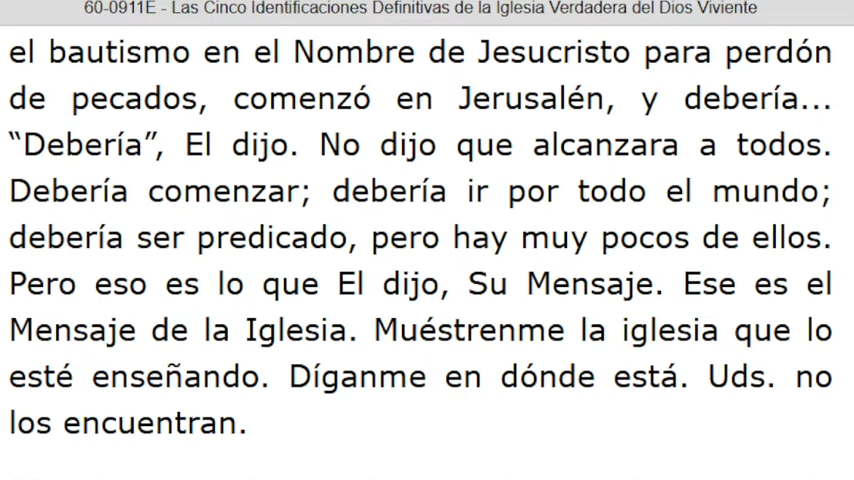 60-0911E - Las Cinco Identificaciones Definitivas de la Iglesia Verdadera del Dios Viviente
el bautismo en el Nombre de Jesucristo para perdón
de pecados, comenzó en Jerusalén, y debería...
“Debería”, El dijo. No dijo que alcanzara a todos.
Debería comenzar; debería ir por todo el mundo;
debería ser predicado, pero hay muy pocos de ellos.
Pero eso es lo que El dijo, Su Mensaje. Ese es el
Mensaje de la Iglesia. Muéstrenme la iglesia que lo
esté enseñando. Díganme en dónde está. Uds. no
los encuentran.